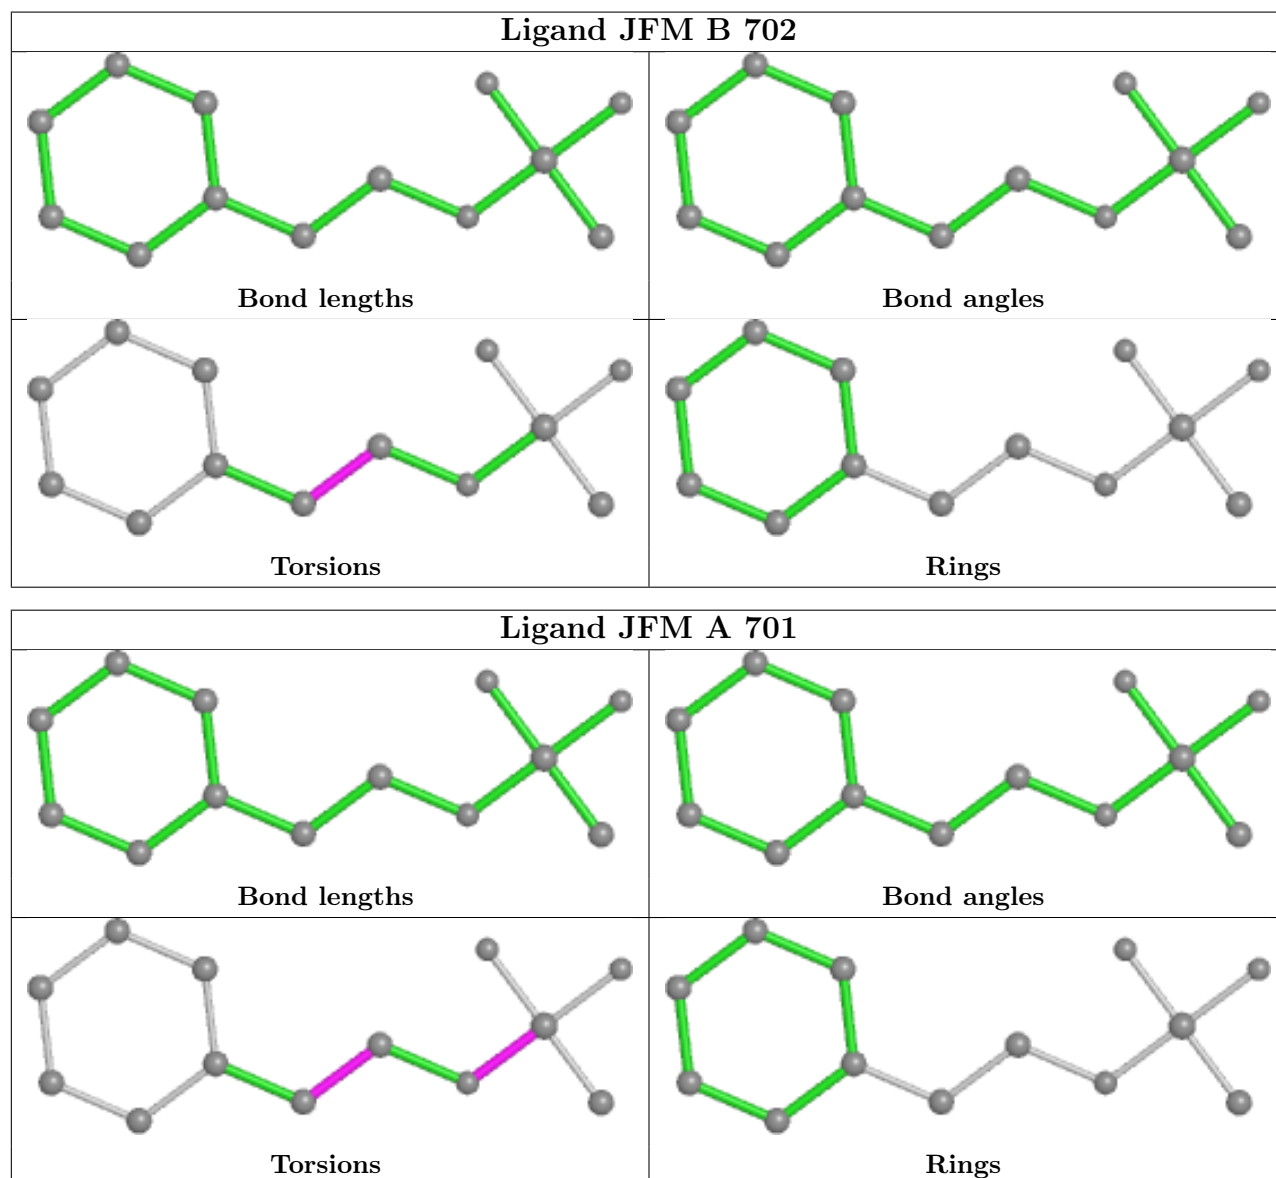 Ligand JFM B 702
Bond lengths
Bond angles
Torsions
Rings
Ligand JFM A 701
Bond lengths
Bond angles
Torsions
Rings